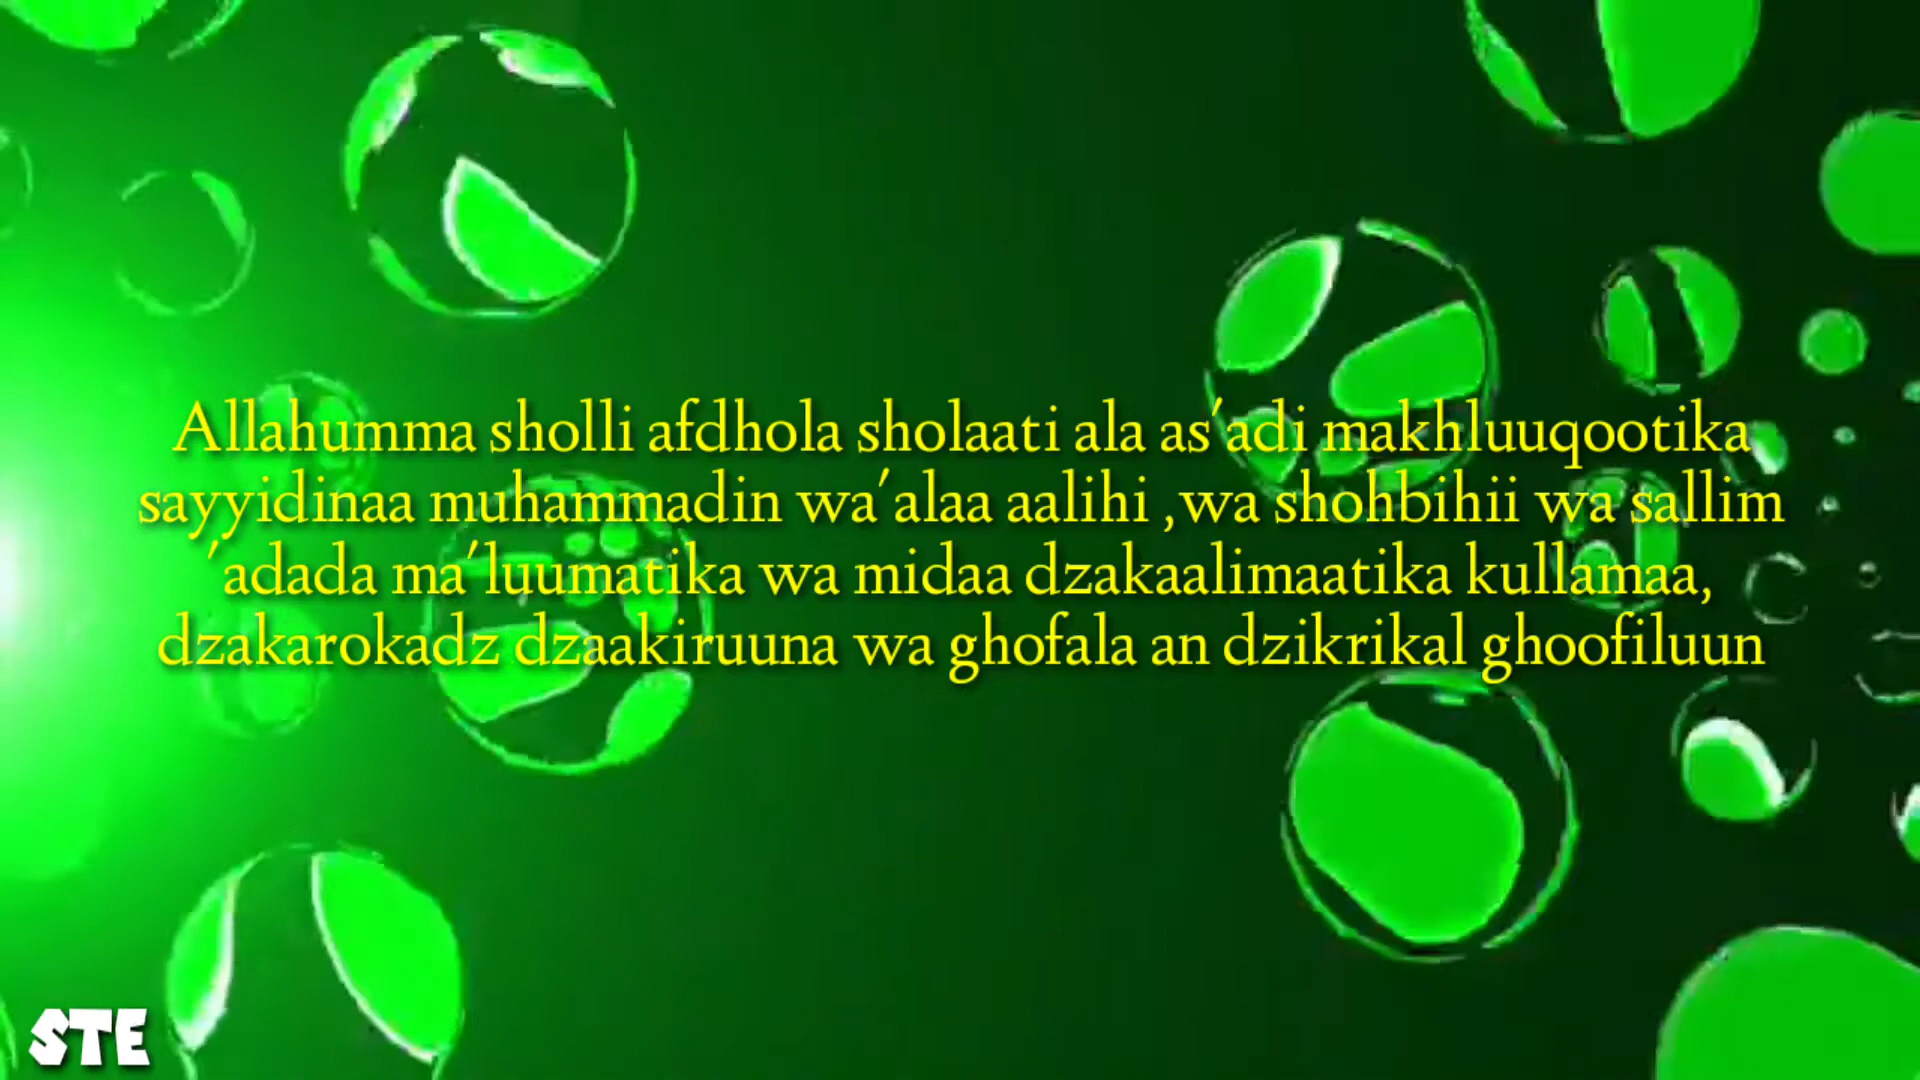 Allahumma sholli afdhola sholaati ala as'adi makhluuqootika
sayyidinaa muhammadin wa'alaa aalihi ,wa shohbihii wa sallim
'adada ma'luumatika wa midaa dzakaalimaatika kullamaa,
dzakarokadz dzaakiruuna wa ghofala an dzikrikal ghoofiluun
STE